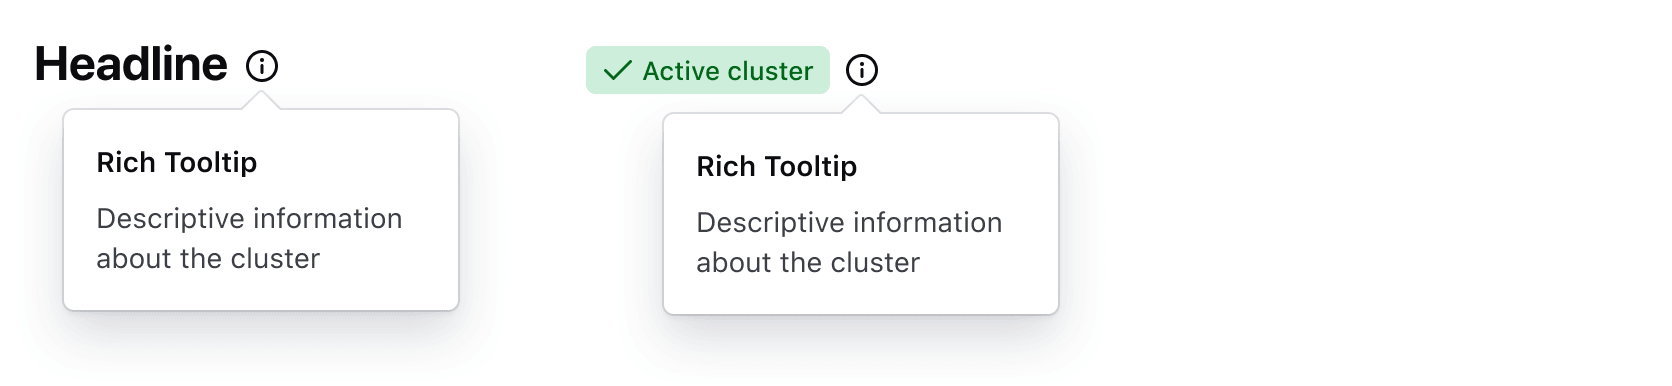 Headline
Rich Tooltip
Descriptive information
about the cluster
Active cluster
Rich Tooltip
Descriptive information
about the cluster